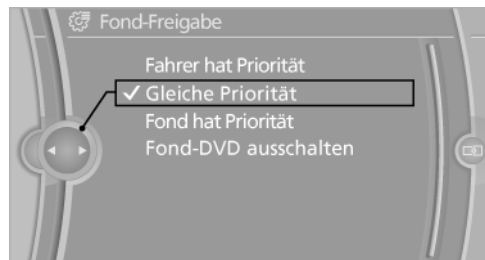 Fond-Freigabe
Fahrer hat Priorität
Gleiche Priorität
Fond hat Priorität
Fond-DVD ausschalten